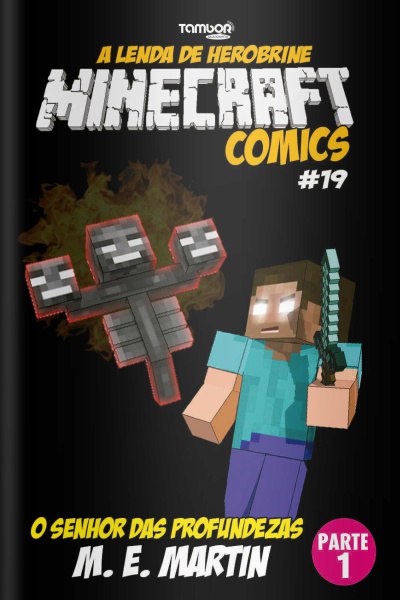 TAMBOR
A LENDA DE HEROBRINE
MINECRAFT
COMICS
#19
O SENHOR DAS PROFUNDEZAS
M. E. MARTIN
PARTE
1